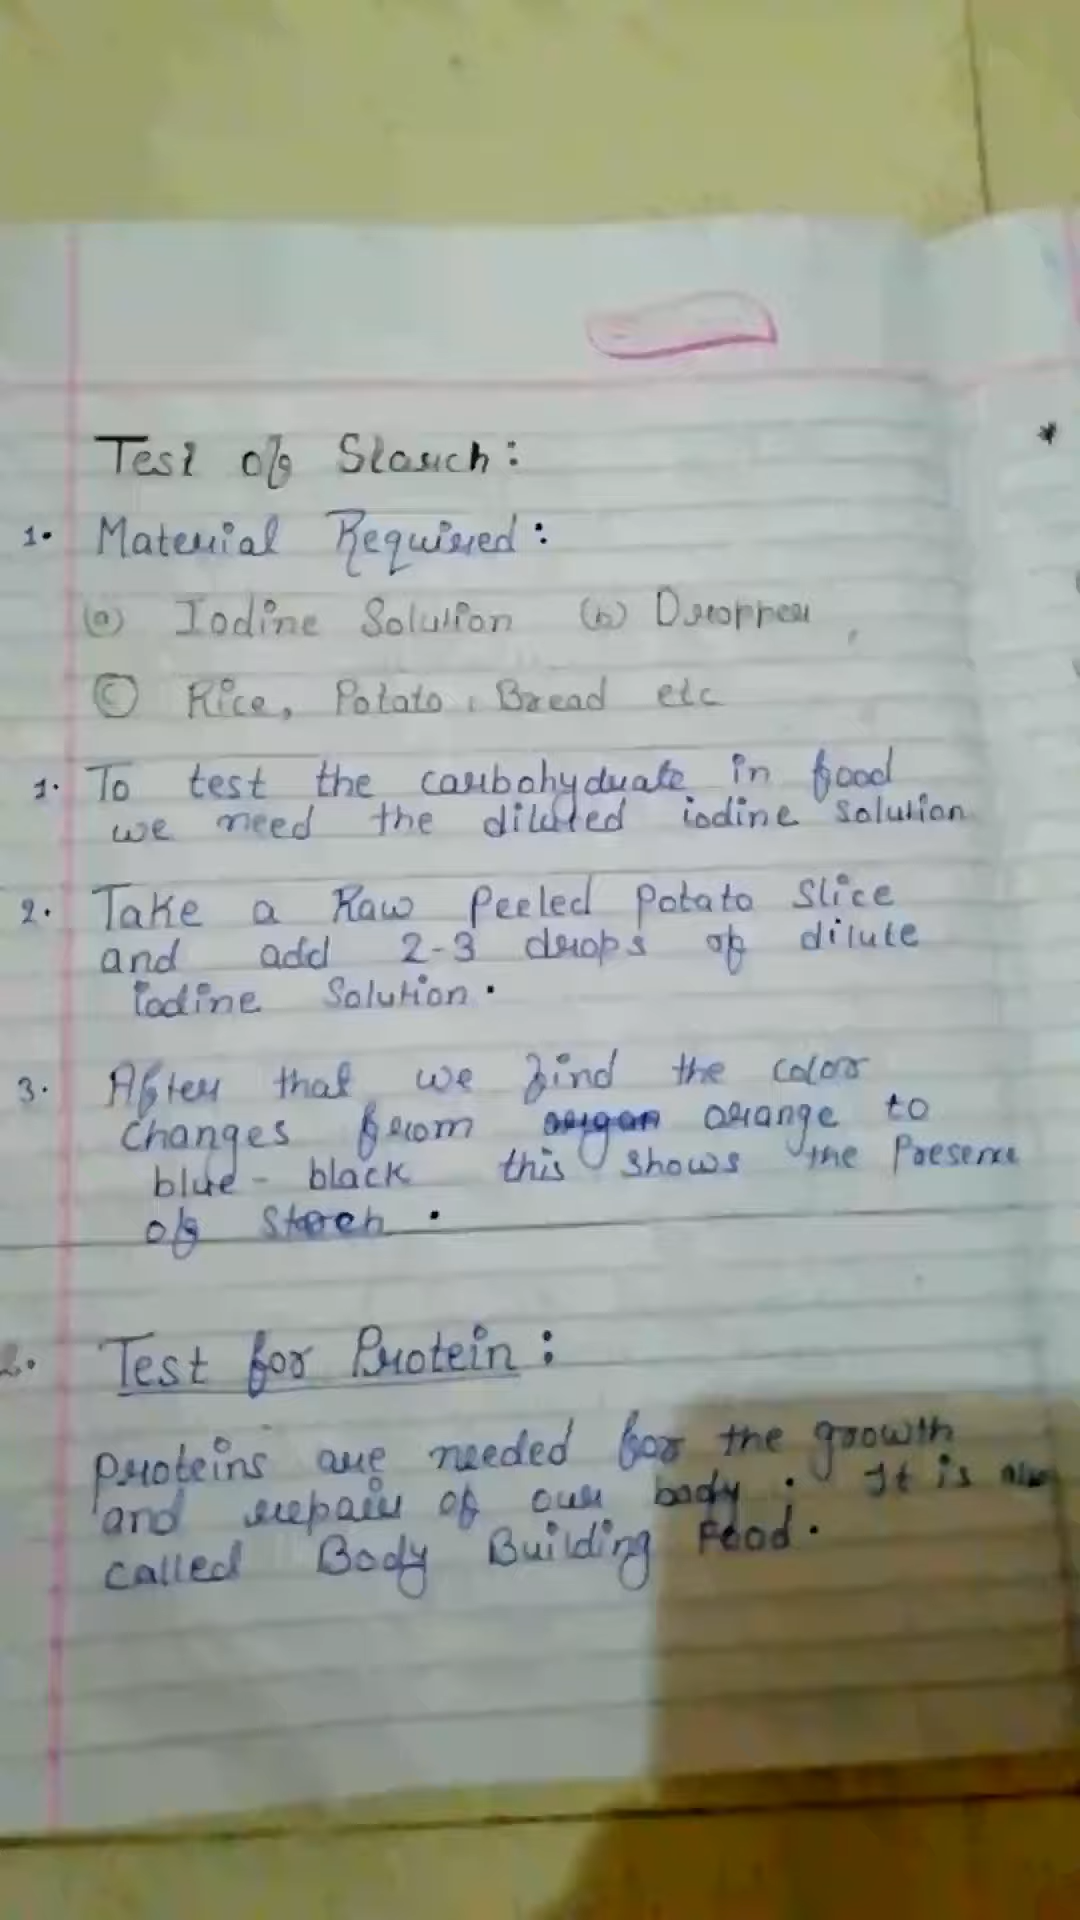 Test of Starch:
1. Material Required:
(a) Iodine Solution (b) Dropper,
(c) Rice, Potato, Bread etc
1. To test the carbohydrate in food
we need the diluted iodine solution
2. Take a Raw Peeled Potato Slice
and add 2-3 drops of dilute
iodine Solution.
3. After that we find the color
changes from orange to
blue-black this shows the Presence
of Starch.
2. Test for Protein:
Proteins are needed for the growth
and repair of our body. It is also
called Body Building Food.